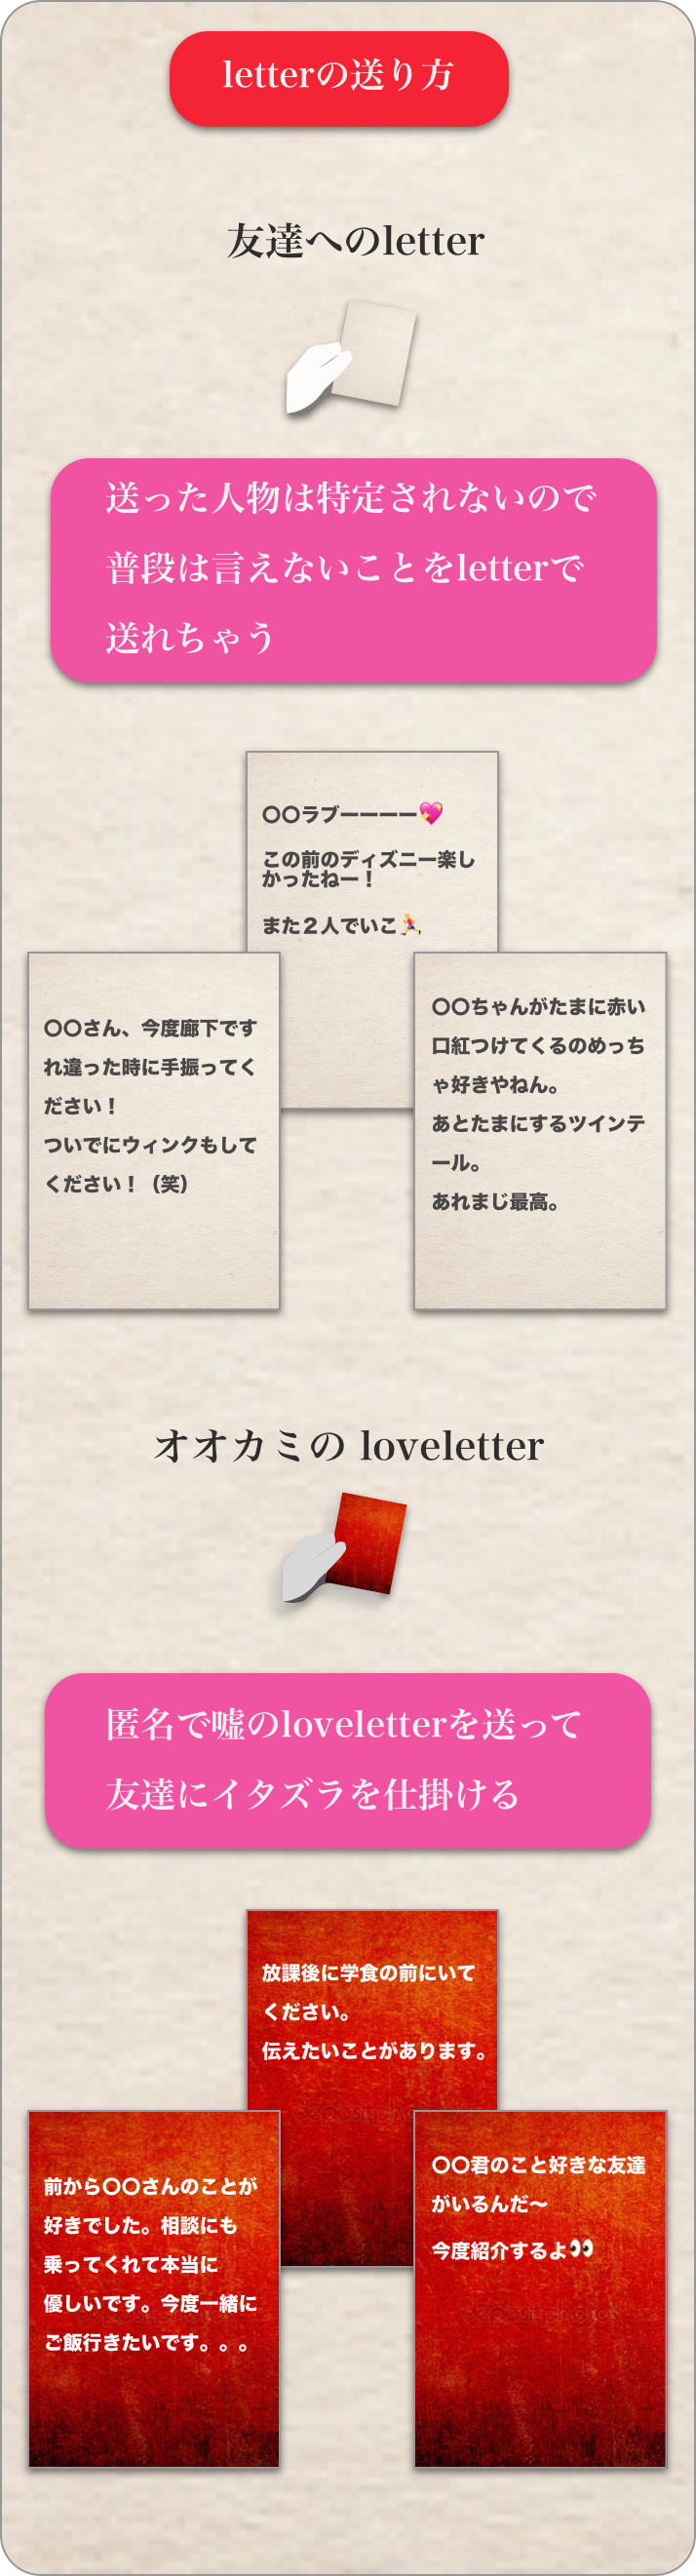 letterの送り方
友達へのletter
送った人物は特定されないので
普段は言えないことをletterで
送れちゃう
〇〇ラブーーーー💖
この前のディズニー楽し
かったねー！
また２人でいこ🏃‍♀️
〇〇さん、今度廊下ですれ
れ違った時に手振ってく
ださい！
ついでにウィンクもして
ください！（笑）
〇〇ちゃんがたまに赤い
口紅つけてくるのめっち
ゃ好きやねん。
あとたまにするツインテ
ール。
あれまじ最高。
オオカミの loveletter
匿名で嘘のloveletterを送って
友達にイタズラを仕掛ける
放課後に学食の前にいて
ください。
伝えたいことがあります。
前から〇〇さんのことが
好きでした。相談にも
乗ってくれて本当に
優しいです。今度一緒に
ご飯行きたいです。。。
〇〇君のこと好きな友達
がいるんだ〜
今度紹介するよ👀